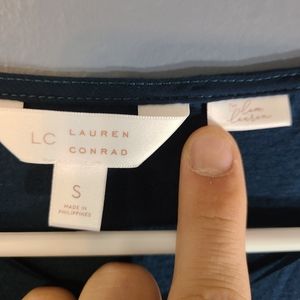 LC LAUREN
CONRAD
S
MADE IN
PHILIPPINES